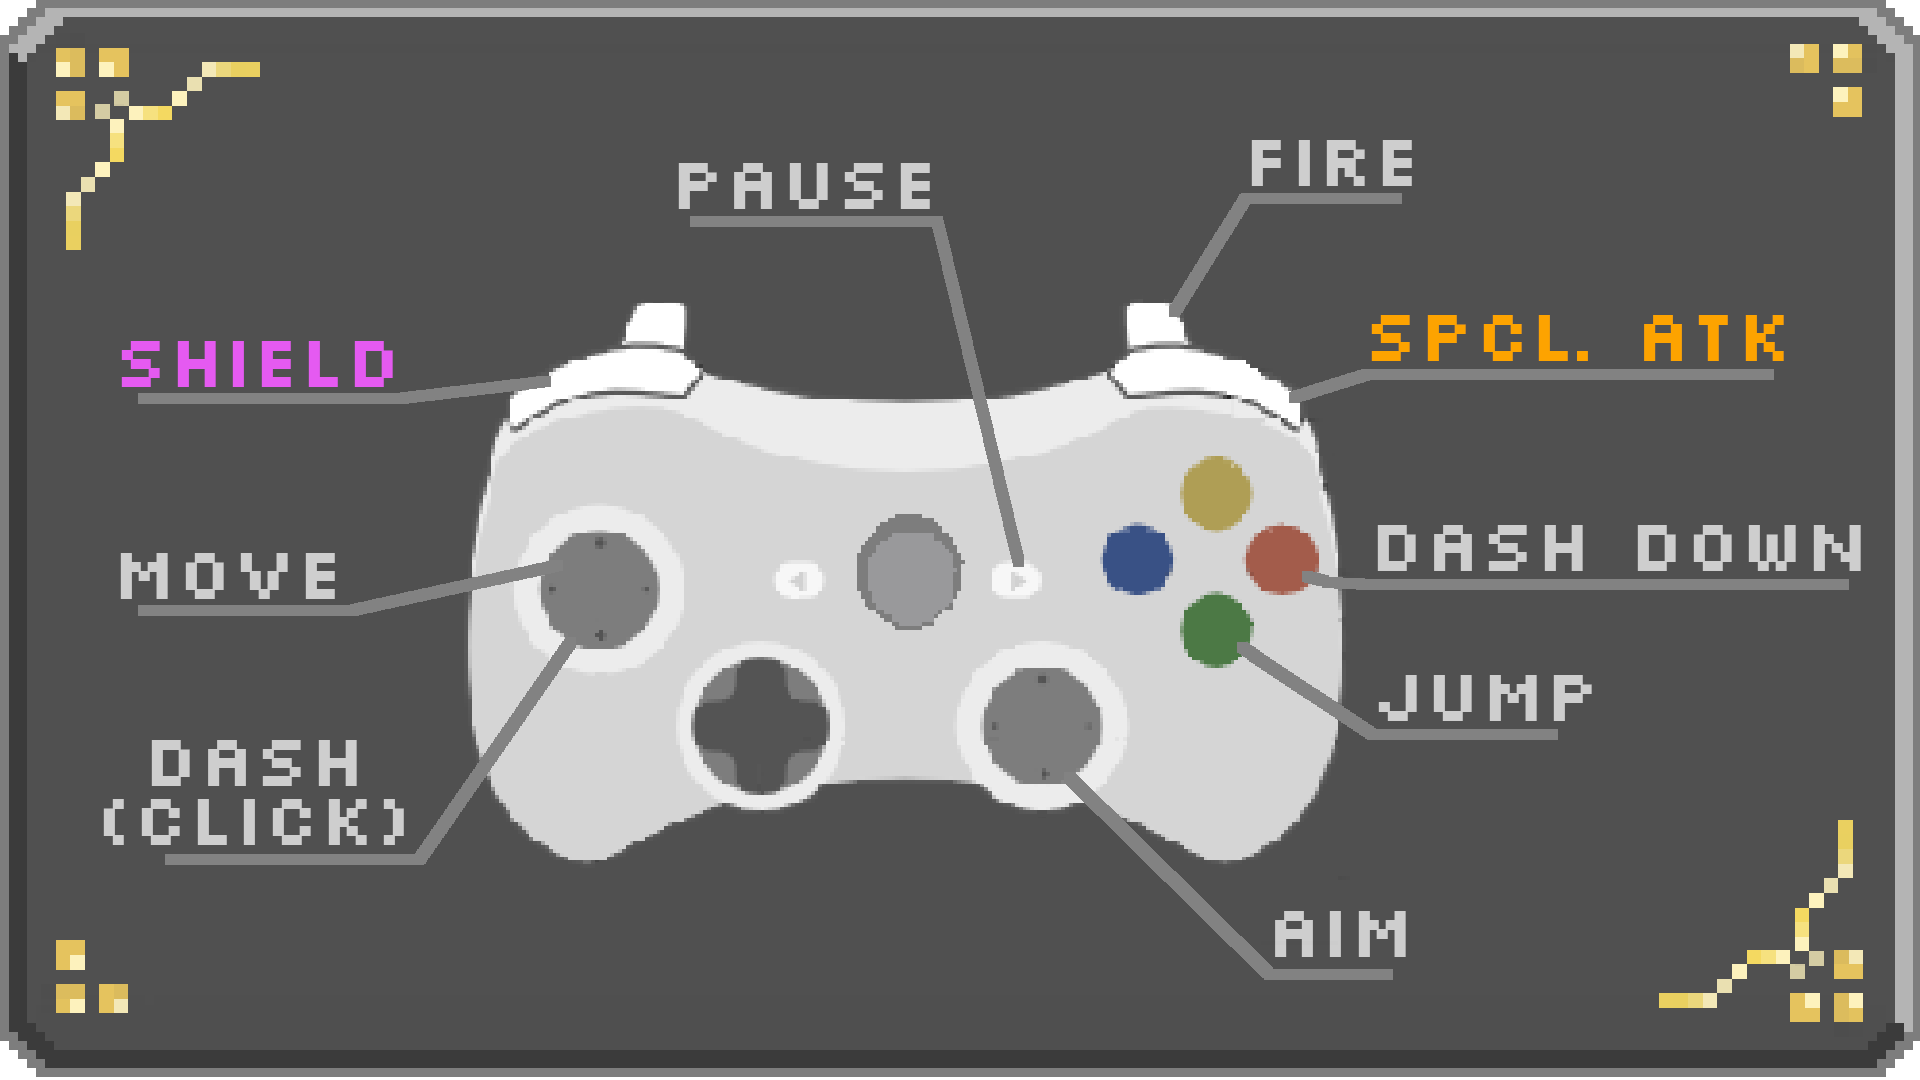 FIRE
PAUSE
SPCL. ATK
SHIELD
DASH DOWN
MOVE
JUMP
DASH
(CLICK)
AIM